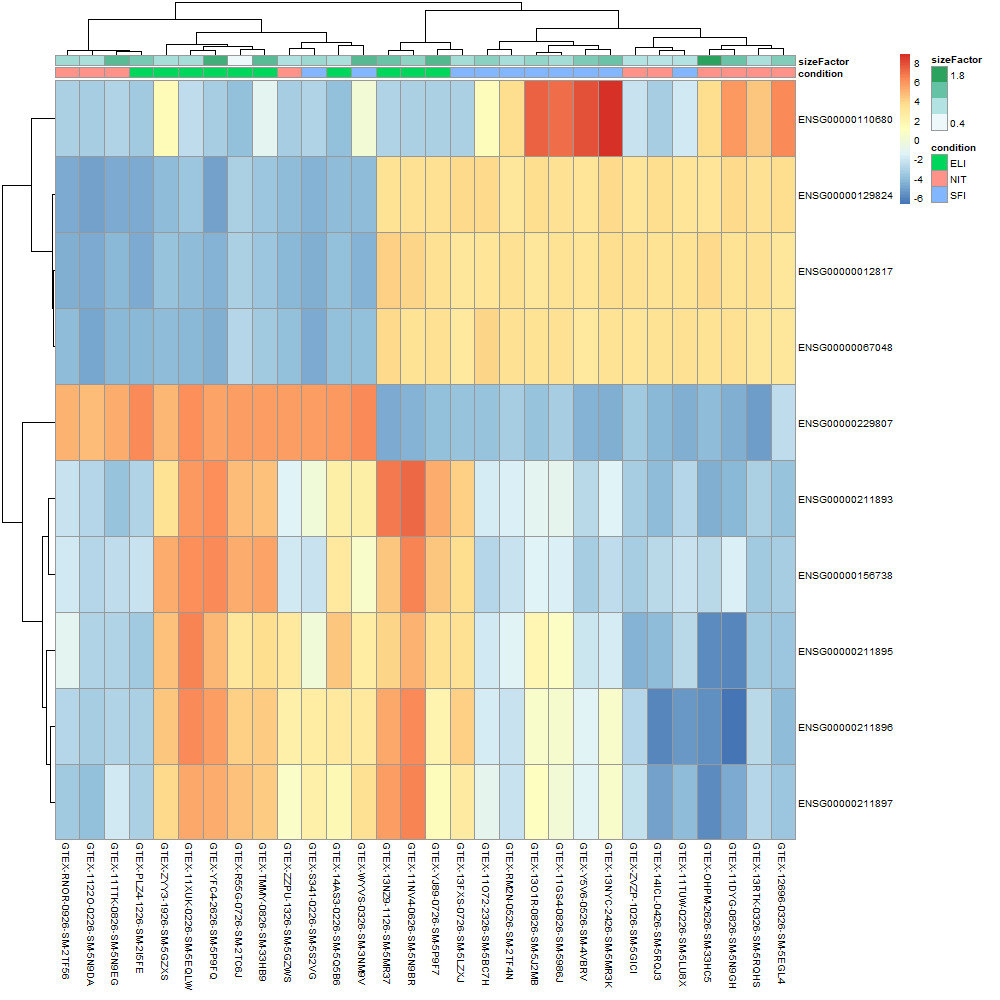 sizeFactor
condition
ENSG00000110680
ENSG00000129824
ENSG00000012817
ENSG00000067048
ENSG00000229807
ENSG00000211893
ENSG00000156738
ENSG00000211895
ENSG00000211896
ENSG00000211897
8
6
4
2
0
-2
-4
-6
sizeFactor
1.8
0.4
condition
ELI
NIT
SFI
GTEX-RNOR-0926-SM-2TF56
GTEX-1122O-0226-SM-5N9DA
GTEX-11TTK-0826-SM-5N9EG
GTEX-PLZ4-1226-SM-2I5FE
GTEX-ZYY3-1926-SM-5GZXS
GTEX-11XUK-0226-SM-5EQLW
GTEX-YFC4-2626-SM-5P9FQ
GTEX-R55G-0726-SM-2TC6J
GTEX-TMMY-0826-SM-33HB9
GTEX-ZZPU-1326-SM-5GZWS
GTEX-S341-0226-SM-5S2VG
GTEX-14AS3-0226-SM-5Q5B6
GTEX-WYVS-0326-SM-3NM9V
GTEX-13NZ9-1126-SM-5MR37
GTEX-11NV4-0626-SM-5N9BR
GTEX-YJ89-0726-SM-5P9F7
GTEX-13FXS-0726-SM-5LZXJ
GTEX-11O72-2326-SM-5BC7H
GTEX-RM2N-0526-SM-2TF4N
GTEX-13O1R-0826-SM-5J2MB
GTEX-11GS4-0826-SM-5986J
GTEX-Y5V6-0526-SM-4VBRV
GTEX-13NYC-2426-SM-5MR3K
GTEX-ZVZP-1026-SM-5GICI
GTEX-14ICL-0426-SM-5RQJ3
GTEX-11TUW-0226-SM-5LU8X
GTEX-OHPM-2626-SM-33HC5
GTEX-11DYG-0826-SM-5N9GH
GTEX-13RTK-0326-SM-5RQHS
GTEX-12696-0326-SM-5EGL4